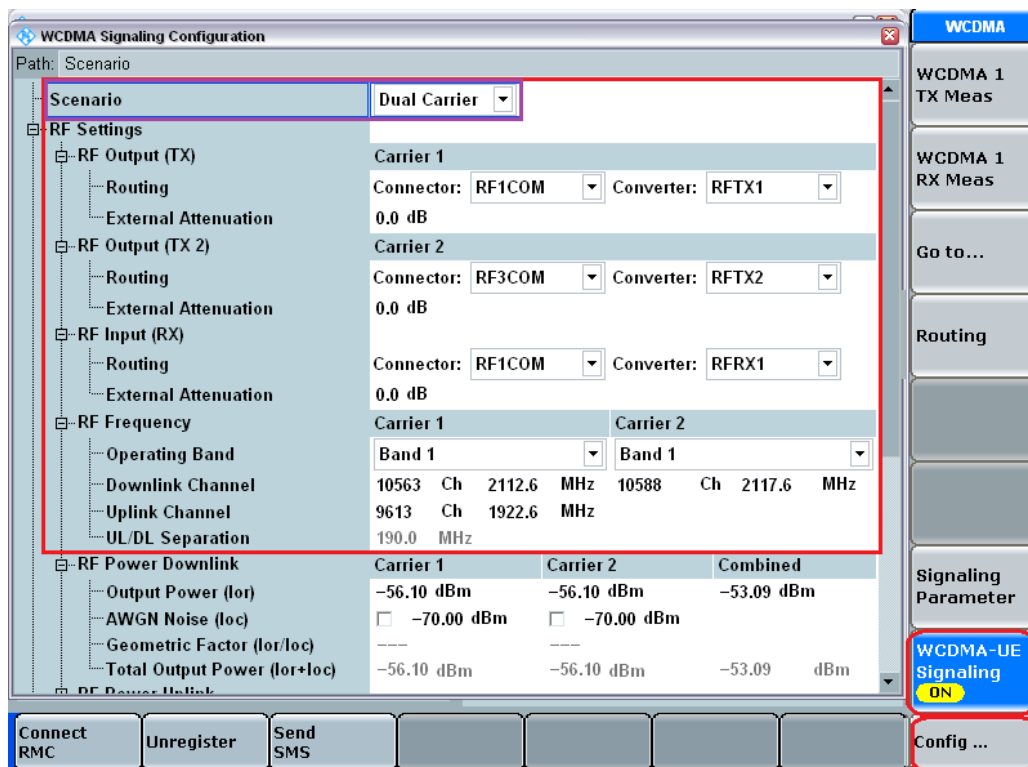 WCDMA Signaling Configuration
WCDMA
Path: Scenario
Scenario Dual Carrier
RF Settings
RF Output (TX) Carrier 1
Routing Connector: RF1COM Converter: RFTX1
External Attenuation 0.0 dB
RF Output (TX 2) Carrier 2
Routing Connector: RF3COM Converter: RFTX2
External Attenuation 0.0 dB
RF Input (RX)
Routing Connector: RF1COM Converter: RFRX1
External Attenuation 0.0 dB
RF Frequency Carrier 1 Carrier 2
Operating Band Band 1 Band 1
Downlink Channel 10563 Ch 2112.6 MHz 10588 Ch 2117.6 MHz
Uplink Channel 9613 Ch 1922.6 MHz
UL/DL Separation 190.0 MHz
RF Power Downlink Carrier 1 Carrier 2 Combined
Output Power (Ior) −56.10 dBm −56.10 dBm −53.09 dBm
AWGN Noise (Ioc) −70.00 dBm −70.00 dBm
Geometric Factor (Ior/Ioc) --- ---
Total Output Power (Ior+Ioc) −56.10 dBm −56.10 dBm −53.09 dBm
RF Power Uplink
WCDMA 1
TX Meas
WCDMA 1
RX Meas
Go to...
Routing
Signaling
Parameter
WCDMA-UE
Signaling
ON
Config ...
Connect
RMC
Unregister
Send
SMS